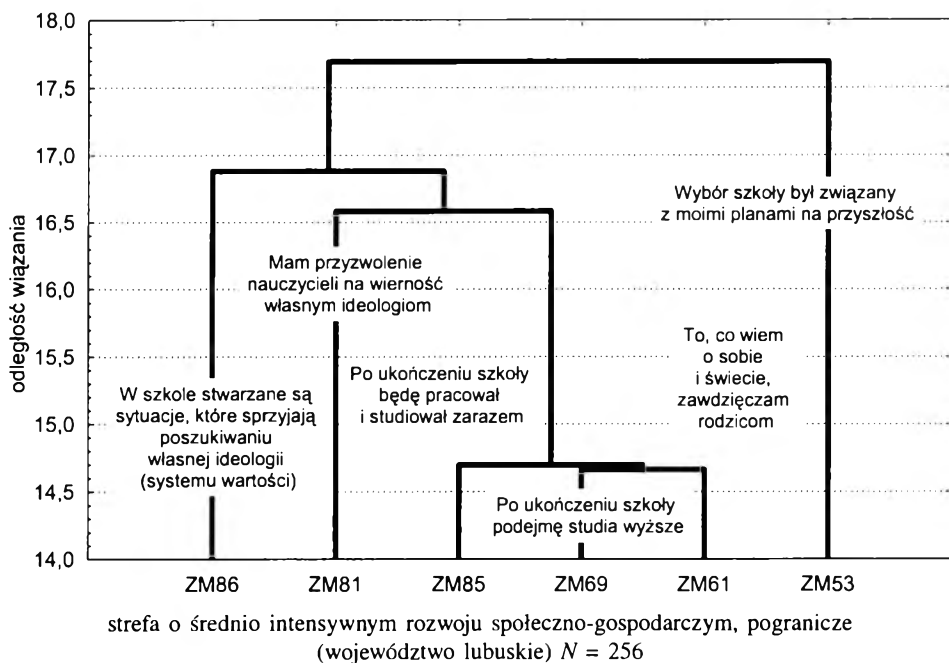 18,0
17,5
17,0
16,5
16,0
15,5
15,0
14,5
14,0
odległość wiązania
Wybór szkoły był związany
z moimi planami na przyszłość
Mam przyzwolenie
nauczycieli na wierność
własnym ideologiom
To, co wiem
o sobie
i świecie,
zawdzięczam
rodzicom
Po ukończeniu szkoły
będę pracował
i studiował zarazem
W szkole stwarzane są
sytuacje, które sprzyjają
poszukiwaniu
własnej ideologii
(systemu wartości)
Po ukończeniu szkoły
podejmę studia wyższe
ZM86 ZM81 ZM85 ZM69 ZM61 ZM53
strefa o średnio intensywnym rozwoju społeczno-gospodarczym, pogranicze
(województwo lubuskie) N = 256